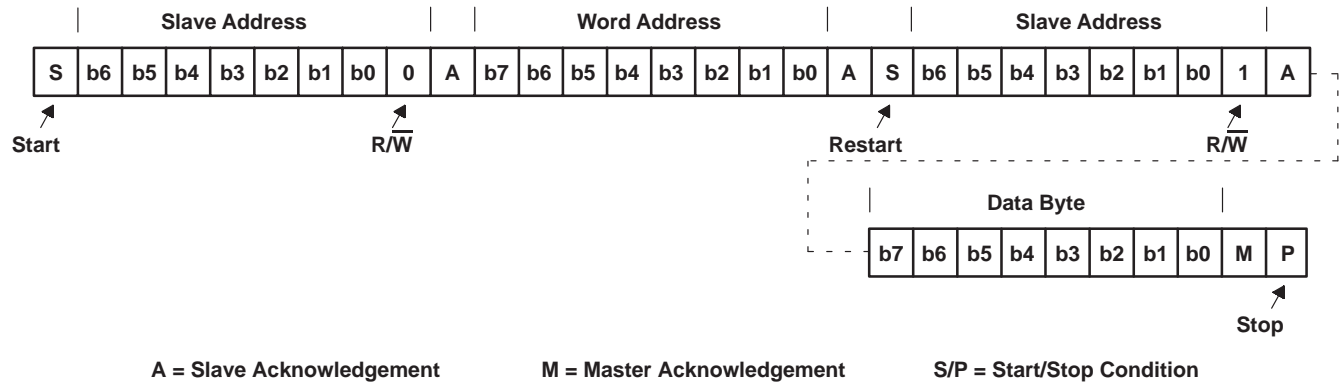 Slave Address Word Address Slave Address
S b6 b5 b4 b3 b2 b1 b0 0 A b7 b6 b5 b4 b3 b2 b1 b0 A S b6 b5 b4 b3 b2 b1 b0 1 A
Start R/W̅ Restart R/W̅
Data Byte
b7 b6 b5 b4 b3 b2 b1 b0 M P
Stop
A = Slave Acknowledgement M = Master Acknowledgement S/P = Start/Stop Condition